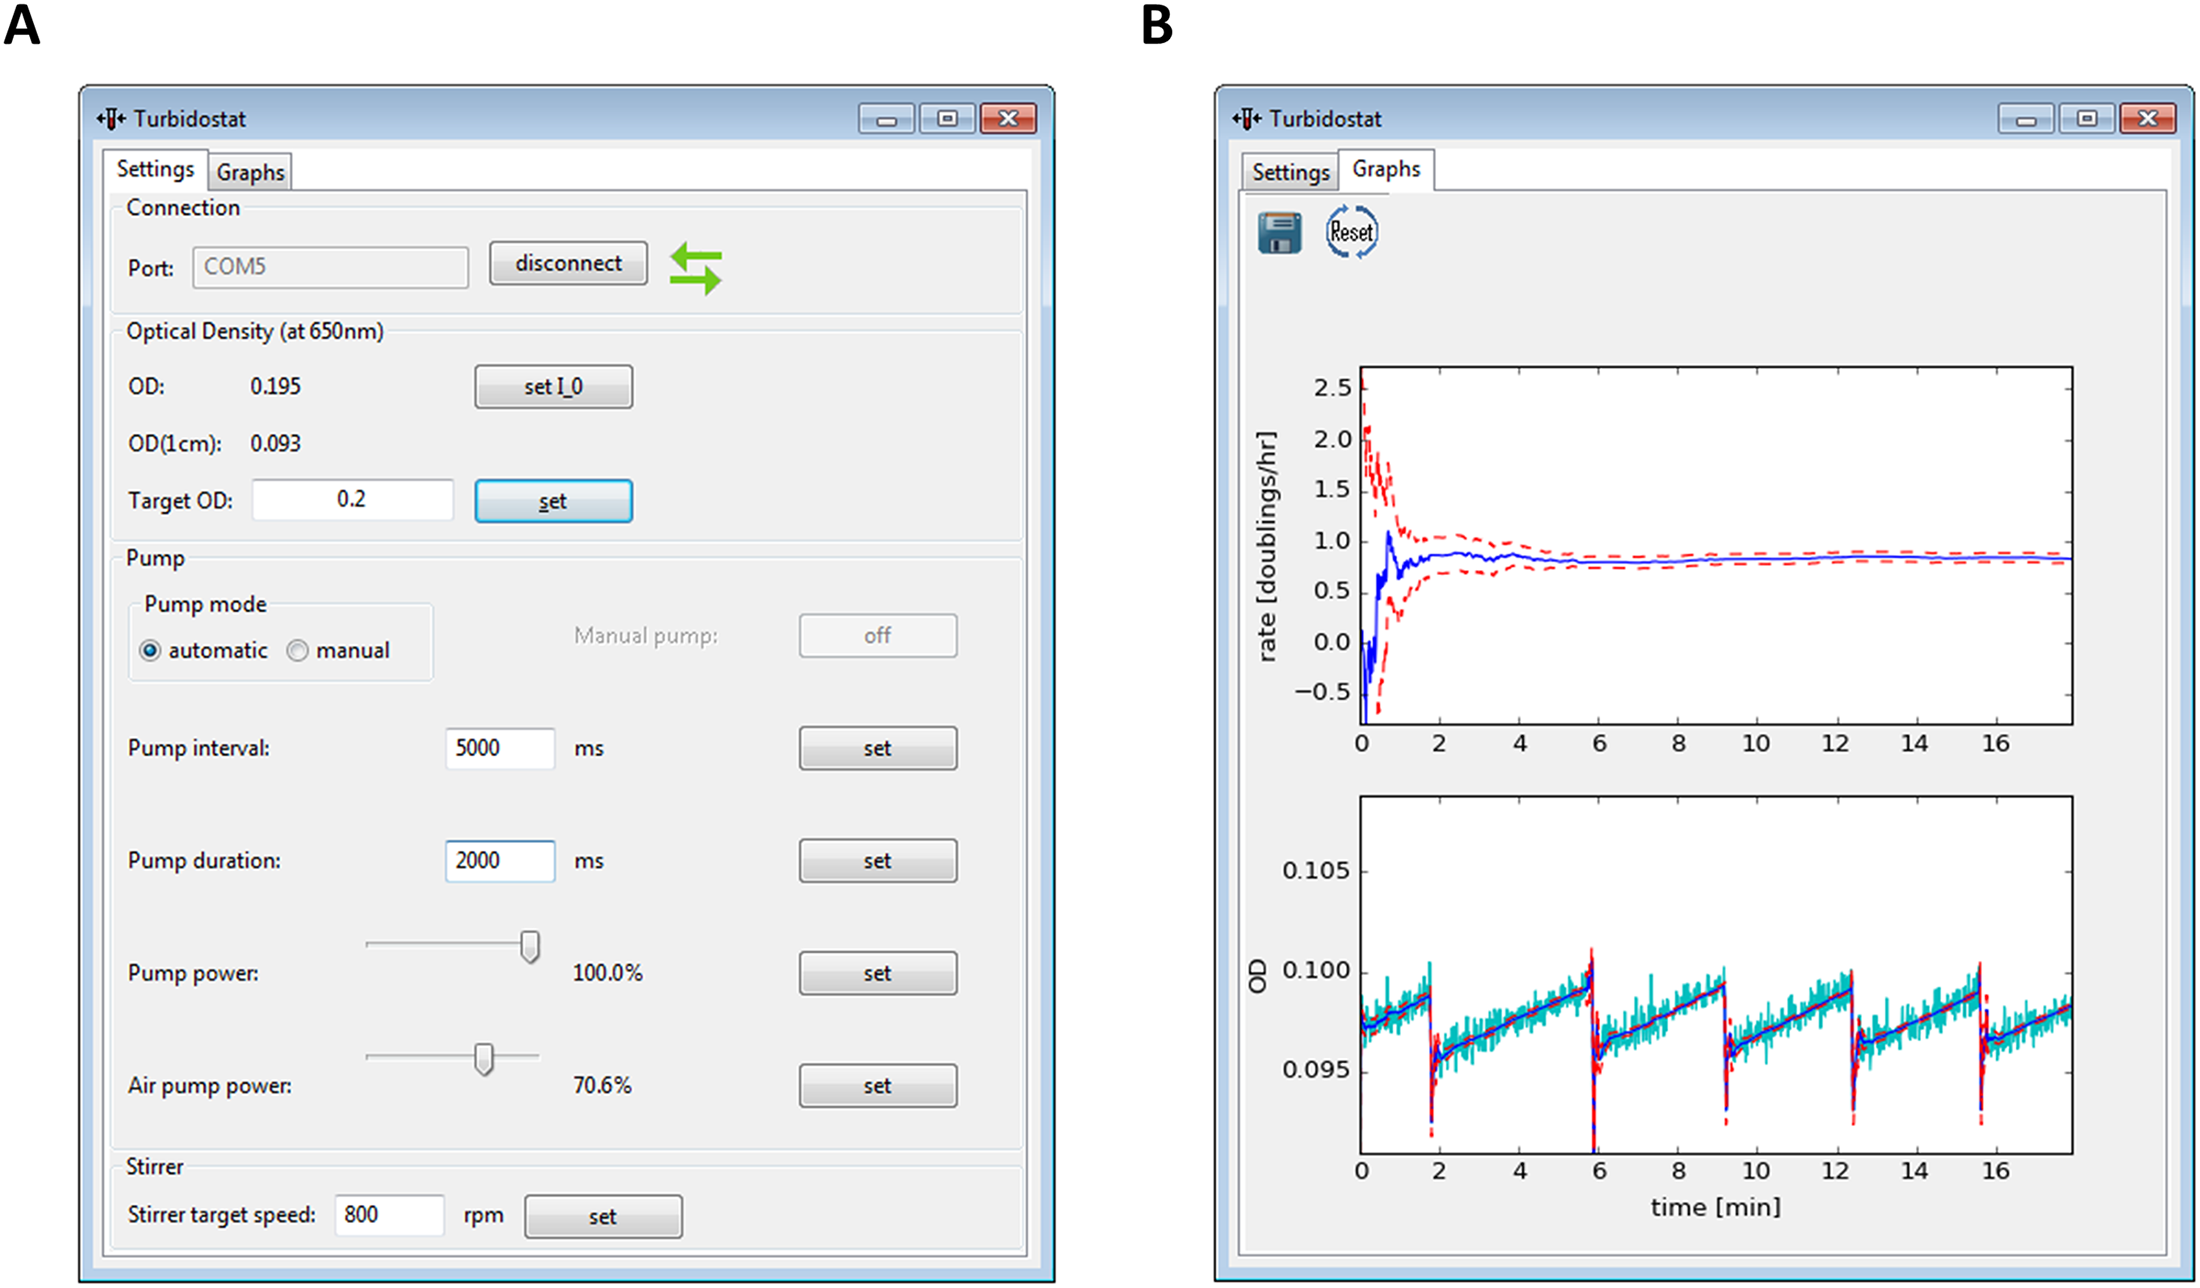 A
B
Turbidostat
Settings Graphs
Connection
Port: COM5 disconnect
Optical Density (at 650nm)
OD: 0.195 set I_0
OD(1cm): 0.093
Target OD: 0.2 set
Pump
Pump mode
automatic manual
Manual pump: off
Pump interval: 5000 ms set
Pump duration: 2000 ms set
Pump power: 100.0% set
Air pump power: 70.6% set
Stirrer
Stirrer target speed: 800 rpm set
Turbidostat
Settings Graphs
Reset
rate [doublings/hr]
2.5
2.0
1.5
1.0
0.5
0.0
−0.5
0 2 4 6 8 10 12 14 16
OD
0.105
0.100
0.095
0 2 4 6 8 10 12 14 16
time [min]